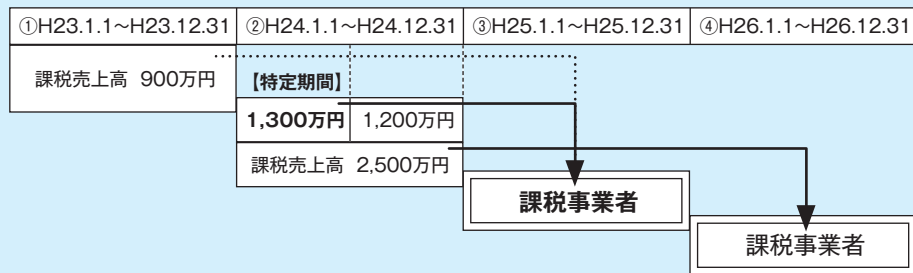 ①H23.1.1~H23.12.31 ②H24.1.1~H24.12.31 ③H25.1.1~H25.12.31 ④H26.1.1~H26.12.31
課税売上高 900万円
【特定期間】
1,300万円 1,200万円
課税売上高 2,500万円
課税事業者
課税事業者